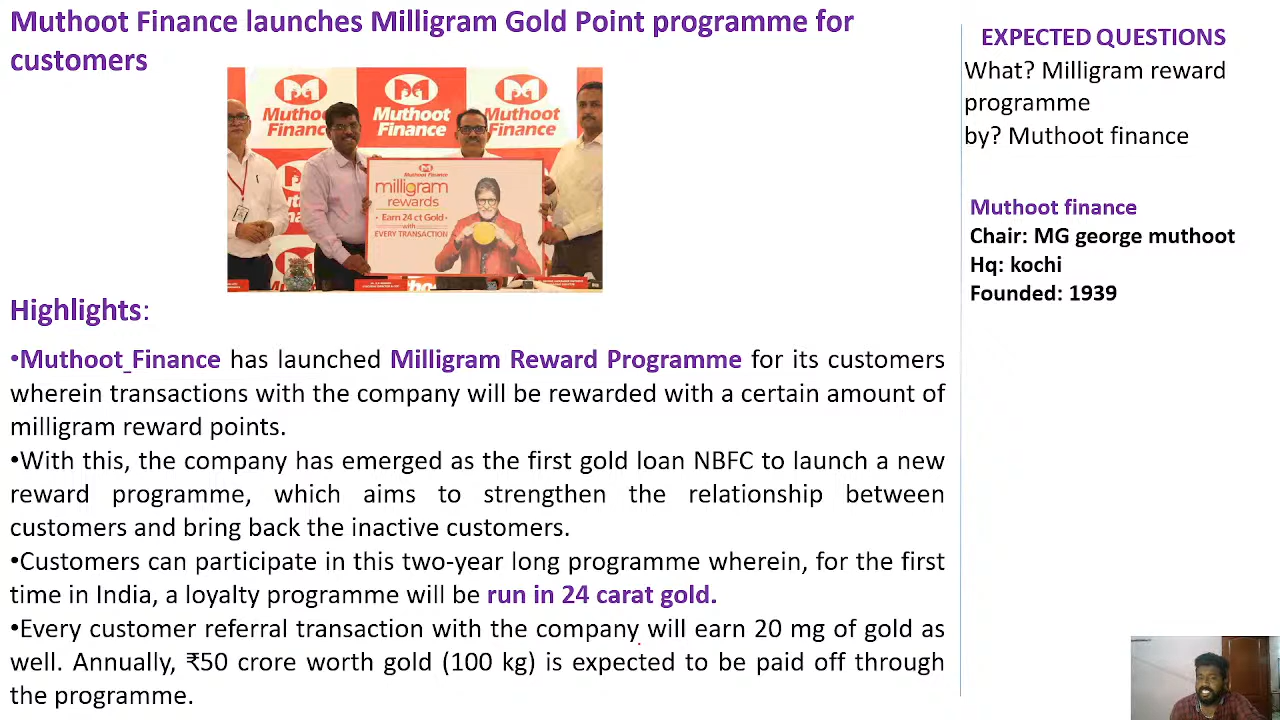 Muthoot Finance launches Milligram Gold Point programme for
customers
Muthoot
Finance
Muthoot
Finance
Muthoot
Finance
Muthoot Finance
milligram
rewards
Earn 24 ct Gold
with
EVERY TRANSACTION
Highlights:
•Muthoot_Finance has launched Milligram Reward Programme for its customers
wherein transactions with the company will be rewarded with a certain amount of
milligram reward points.
•With this, the company has emerged as the first gold loan NBFC to launch a new
reward programme, which aims to strengthen the relationship between
customers and bring back the inactive customers.
•Customers can participate in this two-year long programme wherein, for the first
time in India, a loyalty programme will be run in 24 carat gold.
•Every customer referral transaction with the company will earn 20 mg of gold as
well. Annually, ₹50 crore worth gold (100 kg) is expected to be paid off through
the programme.
EXPECTED QUESTIONS
What? Milligram reward
programme
by? Muthoot finance
Muthoot finance
Chair: MG george muthoot
Hq: kochi
Founded: 1939